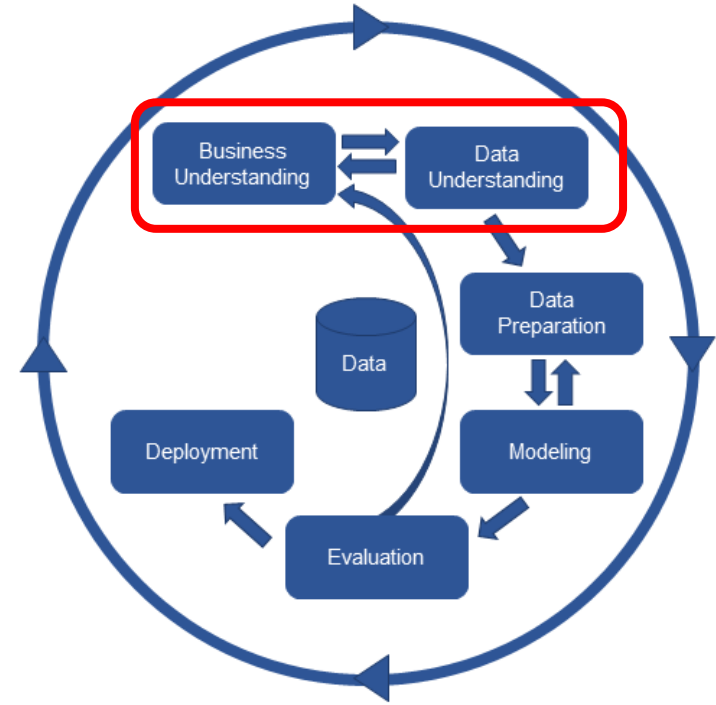 Business
Understanding
Data
Understanding
Data
Preparation
Data
Deployment
Modeling
Evaluation